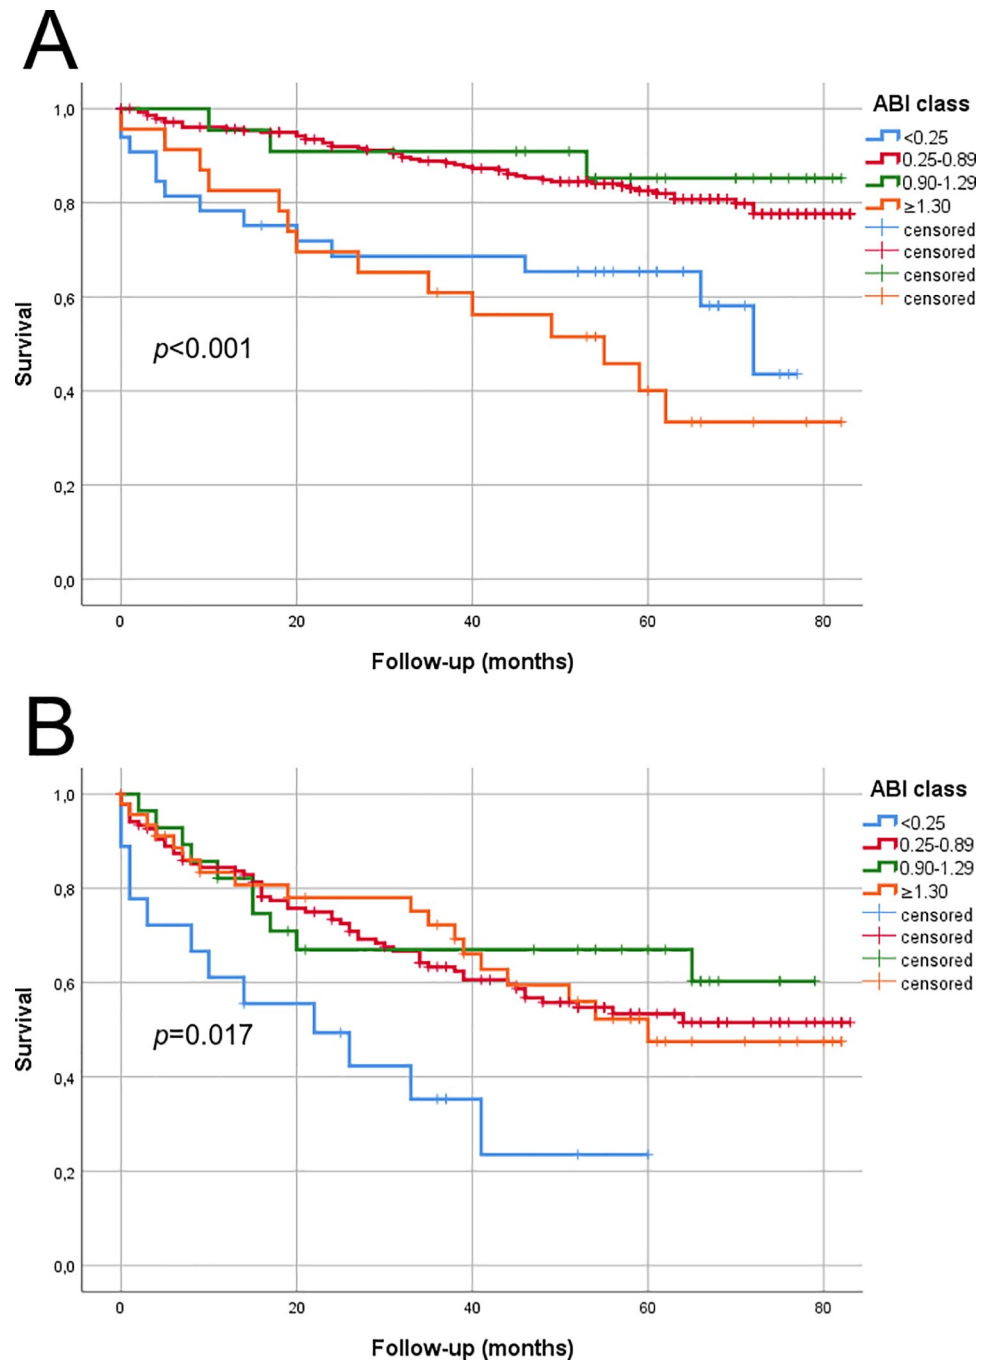 A
ABI class
<0.25
0.25-0.89
0.90-1.29
≥1.30
censored
censored
censored
censored
1,0
0,8
0,6
0,4
0,2
0,0
Survival
p<0.001
0 20 40 60 80
Follow-up (months)
B
ABI class
<0.25
0.25-0.89
0.90-1.29
≥1.30
censored
censored
censored
censored
1,0
0,8
0,6
0,4
0,2
0,0
Survival
p=0.017
0 20 40 60 80
Follow-up (months)